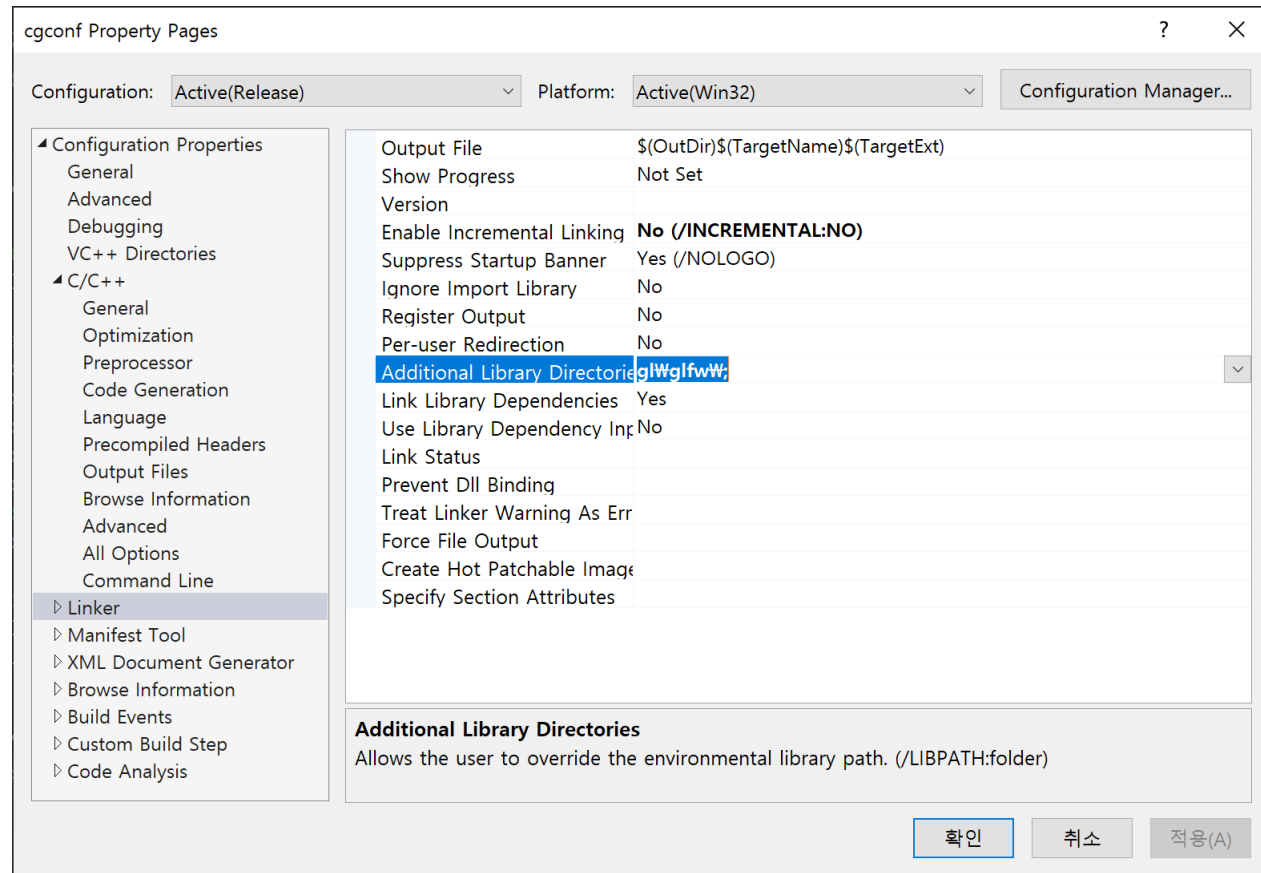 cgconf Property Pages
?
Configuration: Active(Release) Platform: Active(Win32) Configuration Manager...
Configuration Properties
General
Advanced
Debugging
VC++ Directories
C/C++
General
Optimization
Preprocessor
Code Generation
Language
Precompiled Headers
Output Files
Browse Information
Advanced
All Options
Command Line
Linker
Manifest Tool
XML Document Generator
Browse Information
Build Events
Custom Build Step
Code Analysis
Output File $(OutDir)$(TargetName)$(TargetExt)
Show Progress Not Set
Version
Enable Incremental Linking No (/INCREMENTAL:NO)
Suppress Startup Banner Yes (/NOLOGO)
Ignore Import Library No
Register Output No
Per-user Redirection No
Additional Library Directorie gl₩glfw₩;
Link Library Dependencies Yes
Use Library Dependency Inp No
Link Status
Prevent Dll Binding
Treat Linker Warning As Err
Force File Output
Create Hot Patchable Image
Specify Section Attributes
Additional Library Directories
Allows the user to override the environmental library path. (/LIBPATH:folder)
확인 취소 적용(A)